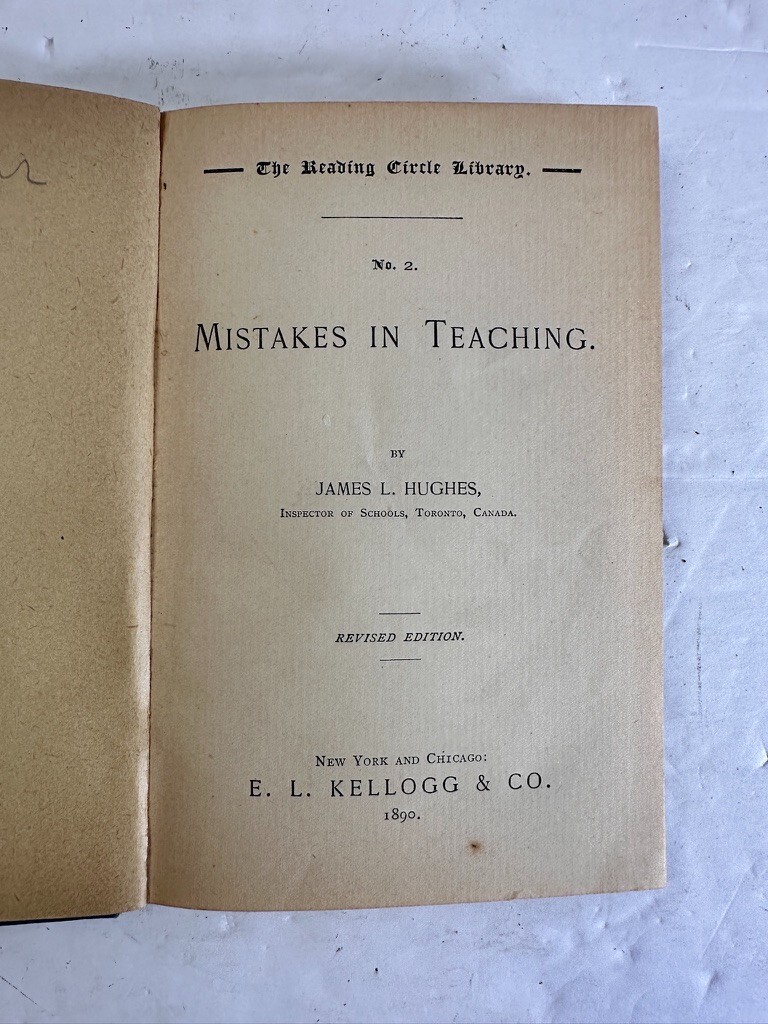 The Reading Circle Library.
No. 2.
MISTAKES IN TEACHING.
BY
JAMES L. HUGHES,
INSPECTOR OF SCHOOLS, TORONTO, CANADA.
REVISED EDITION.
NEW YORK AND CHICAGO:
E. L. KELLOGG & CO.
1890.